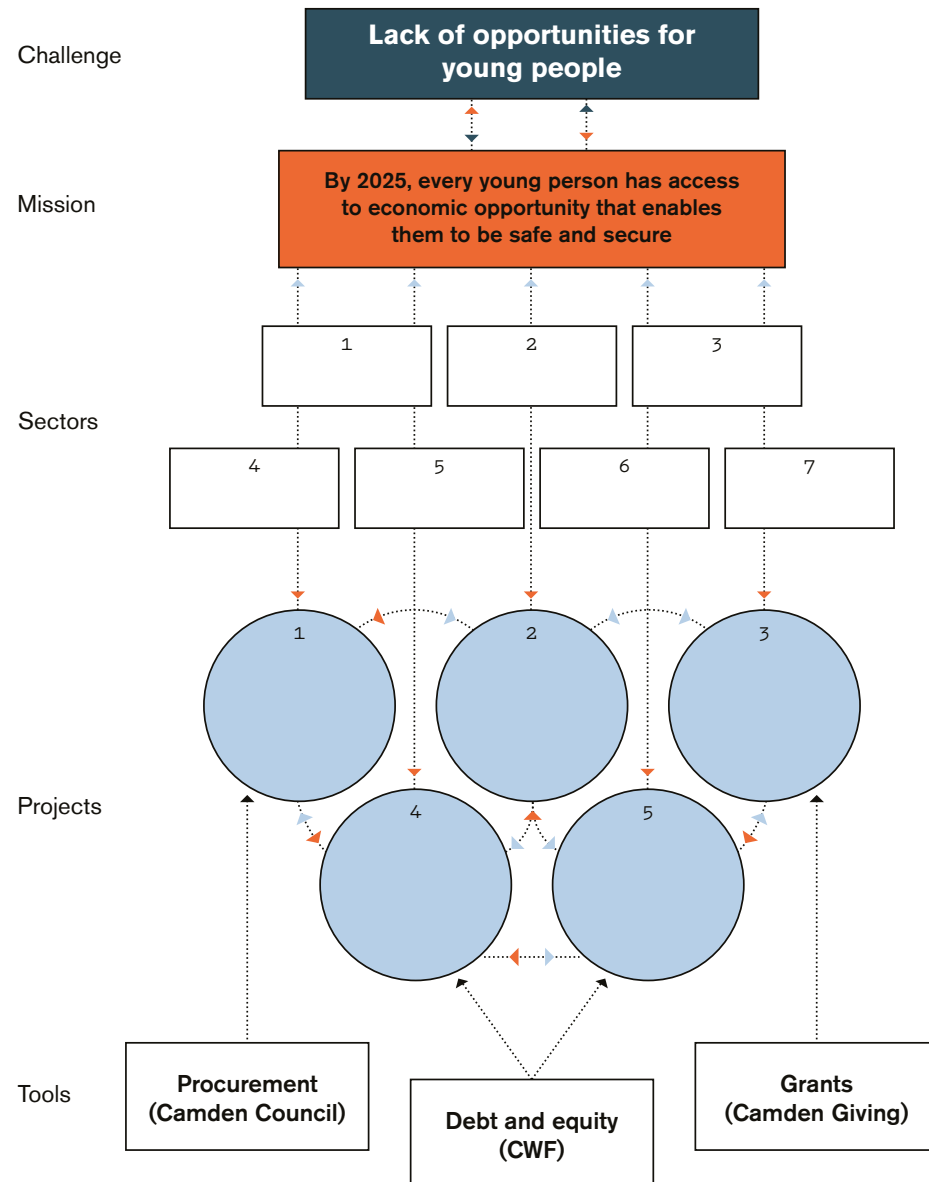 Challenge
Lack of opportunities for
young people
Mission
By 2025, every young person has access
to economic opportunity that enables
them to be safe and secure
Sectors
1
2
3
4
5
6
7
Projects
1
2
3
4
5
Tools
Procurement
(Camden Council)
Debt and equity
(CWF)
Grants
(Camden Giving)